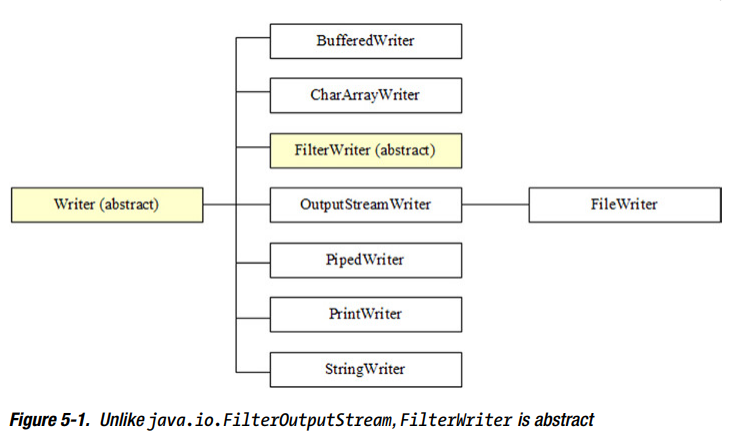 BufferedWriter
CharArrayWriter
FilterWriter (abstract)
Writer (abstract)
OutputStreamWriter
FileWriter
PipedWriter
PrintWriter
StringWriter
Figure 5-1. Unlike java.io.FilterOutputStream, FilterWriter is abstract